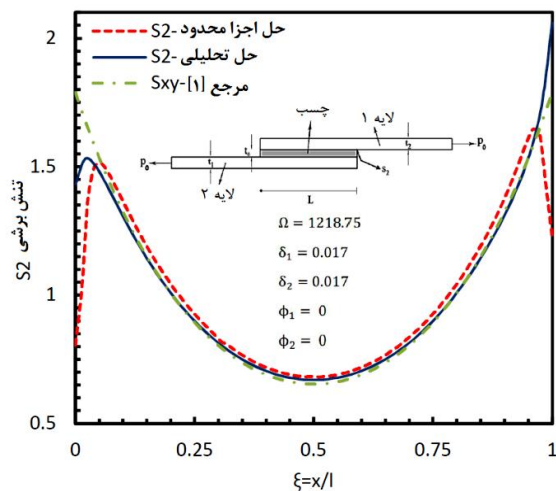 2
1.5
1
0.5
تنش برشی S2
S2- حل اجزا محدود
S2- حل تحلیلی
Sxy-[۱] مرجع
چسب
لایه ۱
لایه ۲
p₀
p₀
t₁
t₂
s₂
L
Ω = 1218.75
δ₁ = 0.017
δ₂ = 0.017
ϕ₁ = 0
ϕ₂ = 0
0
0.25
0.5
0.75
1
ξ=x/l